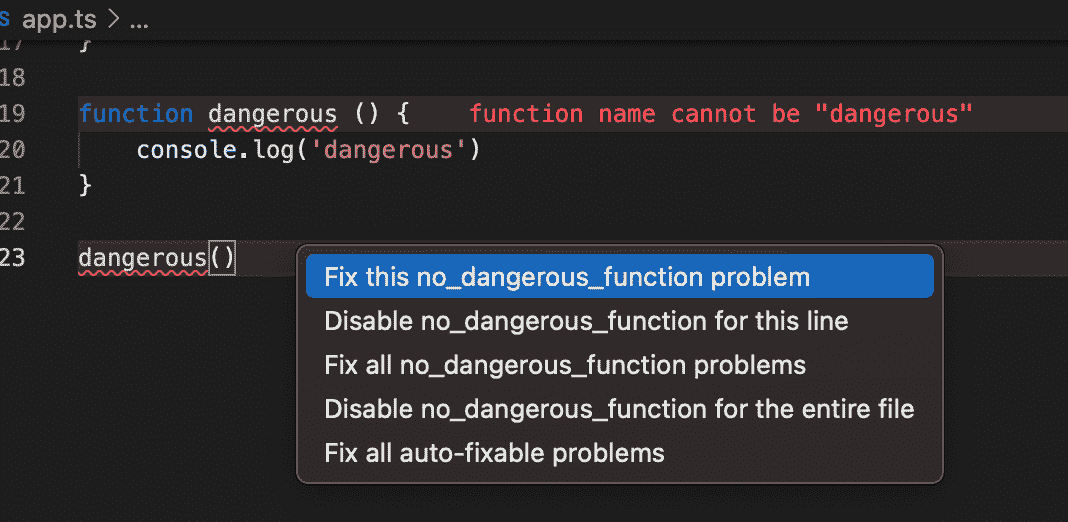 S app.ts > ...
17 }
18
19 function dangerous () { function name cannot be "dangerous"
20 console.log('dangerous')
21 }
22
23 dangerous()
Fix this no_dangerous_function problem
Disable no_dangerous_function for this line
Fix all no_dangerous_function problems
Disable no_dangerous_function for the entire file
Fix all auto-fixable problems